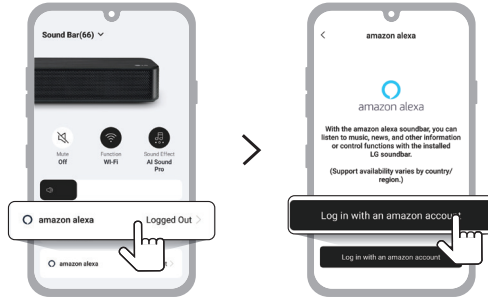 Sound Bar(66)
Mute
Off
Function
Wi-Fi
Sound Effect
AI Sound
Pro
amazon alexa Logged Out
amazon alexa
amazon alexa
amazon alexa
With the amazon alexa soundbar, you can
listen to music, news, and other information
or control functions with the installed
LG soundbar.
(Support availability varies by country/
region.)
Log in with an amazon account
Log in with an amazon account